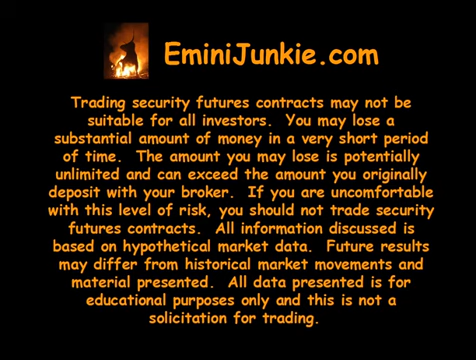 EminiJunkie.com
Trading security futures contracts may not be
suitable for all investors. You may lose a
substantial amount of money in a very short period
of time. The amount you may lose is potentially
unlimited and can exceed the amount you originally
deposit with your broker. If you are uncomfortable
with this level of risk, you should not trade security
futures contracts. All information discussed is
based on hypothetical market data. Future results
may differ from historical market movements and
material presented. All data presented is for
educational purposes only and this is not a
solicitation for trading.